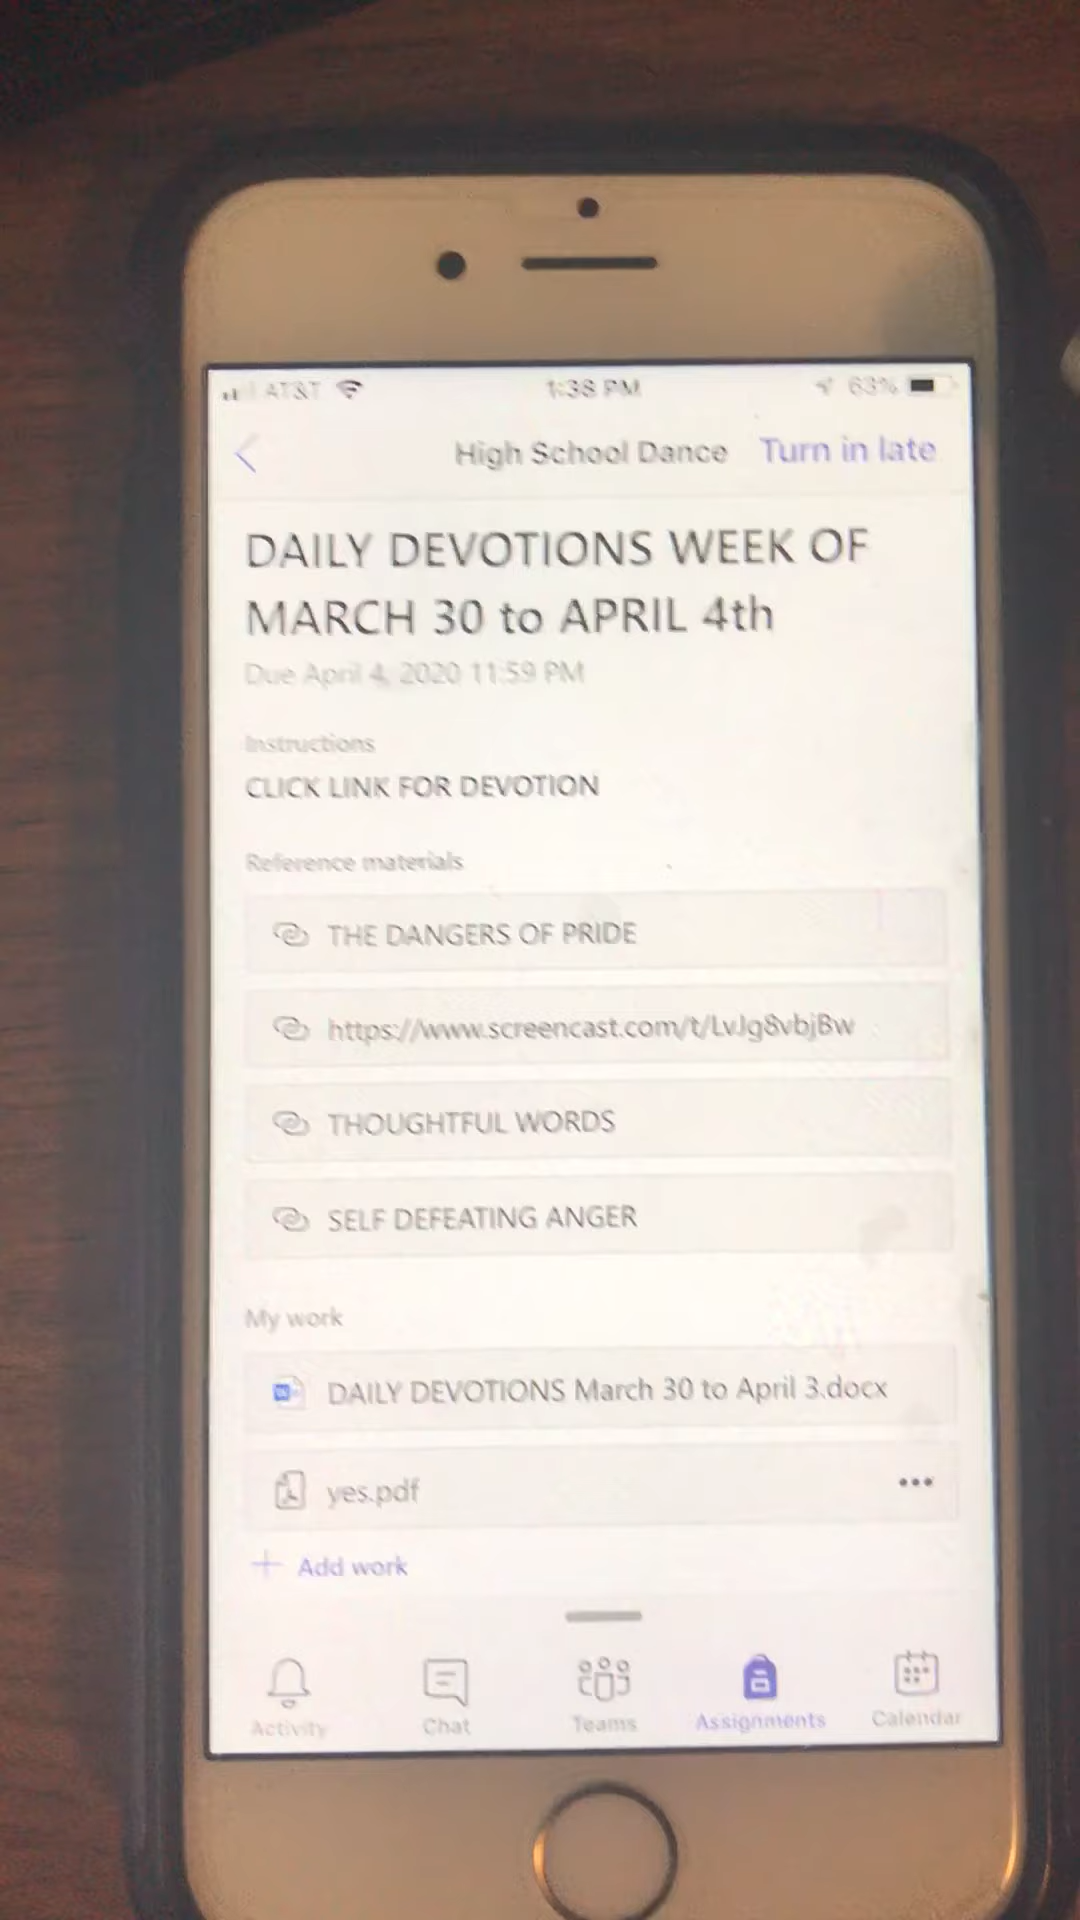 AT&T 1:38 PM 63%
High School Dance Turn in late
DAILY DEVOTIONS WEEK OF
MARCH 30 to APRIL 4th
Due April 4, 2020 11:59 PM
Instructions
CLICK LINK FOR DEVOTION
Reference materials
THE DANGERS OF PRIDE
https://www.screencast.com/t/LvJg8vbjBw
THOUGHTFUL WORDS
SELF DEFEATING ANGER
My work
DAILY DEVOTIONS March 30 to April 3.docx
yes.pdf
Add work
Activity Chat Teams Assignments Calendar